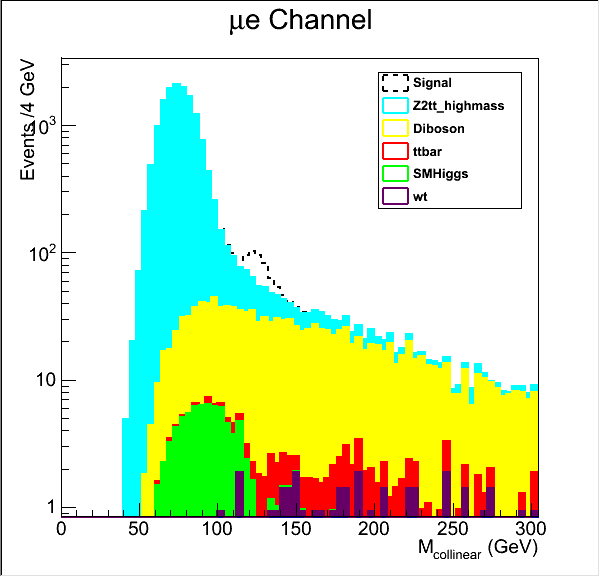 μe Channel
Events /4 GeV
10³
10²
10
1
Signal
Z2tt_highmass
Diboson
ttbar
SMHiggs
wt
0 50 100 150 200 250 300
M_collinear (GeV)